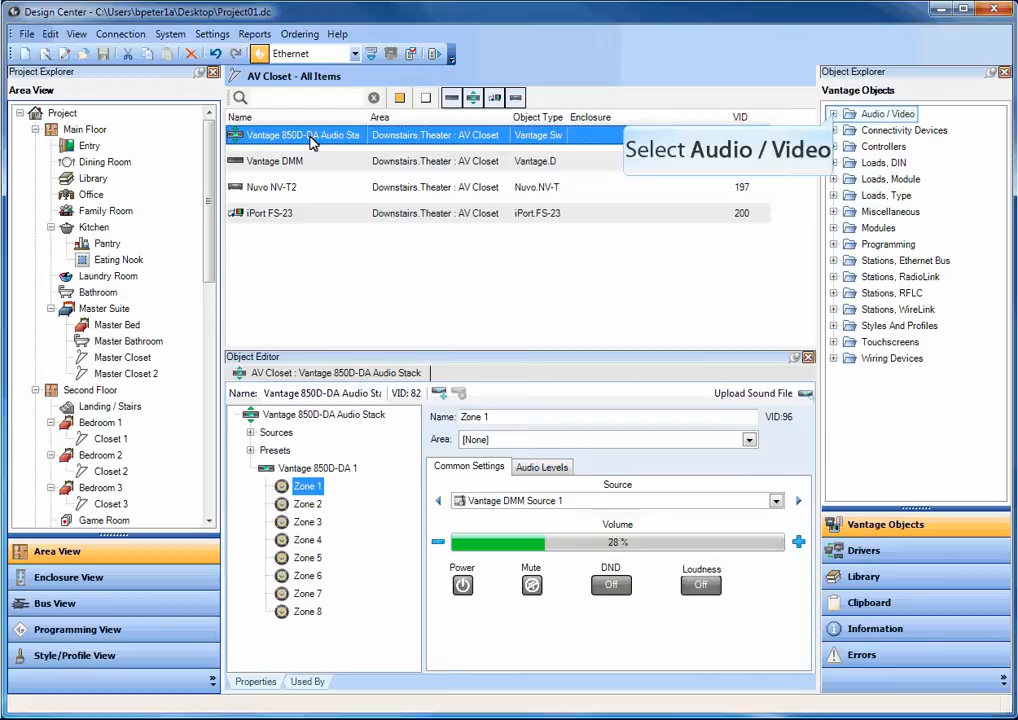 Design Center - C:\Users\bpeter1a\Desktop\Project01.dc
File Edit View Connection System Settings Reports Ordering Help
Ethernet
Project Explorer
Area View
Project
Main Floor
Entry
Dining Room
Library
Office
Family Room
Kitchen
Pantry
Eating Nook
Laundry Room
Bathroom
Master Suite
Master Bed
Master Bathroom
Master Closet
Master Closet 2
Second Floor
Landing / Stairs
Bedroom 1
Closet 1
Bedroom 2
Closet 2
Bedroom 3
Closet 3
Game Room
Area View
Enclosure View
Bus View
Programming View
Style/Profile View
AV Closet - All Items
Name Area Object Type Enclosure VID
Vantage 850D-DA Audio Sta Downstairs.Theater : AV Closet Vantage Sw
Vantage DMM Downstairs.Theater : AV Closet Vantage.D
Nuvo NV-T2 Downstairs.Theater : AV Closet Nuvo.NV-T 197
iPort FS-23 Downstairs.Theater : AV Closet iPort.FS-23 200
Select Audio / Video
Object Editor
AV Closet : Vantage 850D-DA Audio Stack
Name: Vantage 850D-DA Audio Sta VID: 82 Upload Sound File
Vantage 850D-DA Audio Stack
Sources
Presets
Vantage 850D-DA 1
Zone 1
Zone 2
Zone 3
Zone 4
Zone 5
Zone 6
Zone 7
Zone 8
Name: Zone 1 VID:96
Area: [None]
Common Settings Audio Levels
Source
Vantage DMM Source 1
Volume
28 %
Power Mute DND Loudness
Off Off
Properties Used By
Object Explorer
Vantage Objects
Audio / Video
Connectivity Devices
Controllers
Loads, DIN
Loads, Module
Loads, Type
Miscellaneous
Modules
Programming
Stations, Ethernet Bus
Stations, RadioLink
Stations, RFLC
Stations, WireLink
Styles And Profiles
Touchscreens
Wiring Devices
Vantage Objects
Drivers
Library
Clipboard
Information
Errors